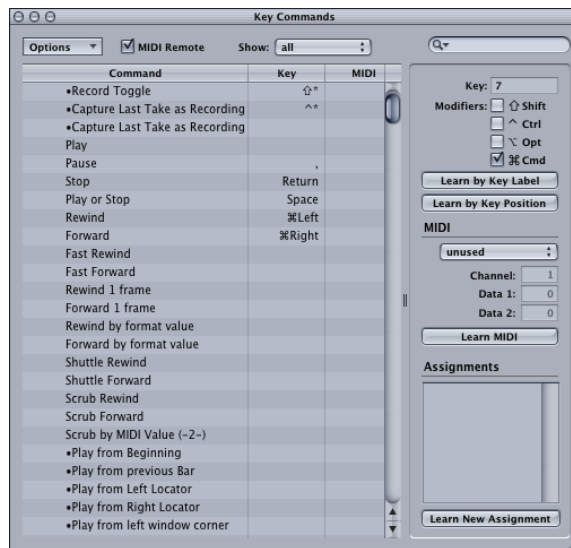 Key Commands
Options ▼ MIDI Remote Show: all
Command Key MIDI
•Record Toggle ⇧*
•Capture Last Take as Recording ^*
•Capture Last Take as Recording
Play
Pause ,
Stop Return
Play or Stop Space
Rewind ⌘Left
Forward ⌘Right
Fast Rewind
Fast Forward
Rewind 1 frame
Forward 1 frame
Rewind by format value
Forward by format value
Shuttle Rewind
Shuttle Forward
Scrub Rewind
Scrub Forward
Scrub by MIDI Value (-2-)
•Play from Beginning
•Play from previous Bar
•Play from Left Locator
•Play from Right Locator
•Play from left window corner
Key: 7
Modifiers: ⇧ Shift
^ Ctrl
⌥ Opt
⌘ Cmd
Learn by Key Label
Learn by Key Position
MIDI
unused
Channel: 1
Data 1: 0
Data 2: 0
Learn MIDI
Assignments
Learn New Assignment